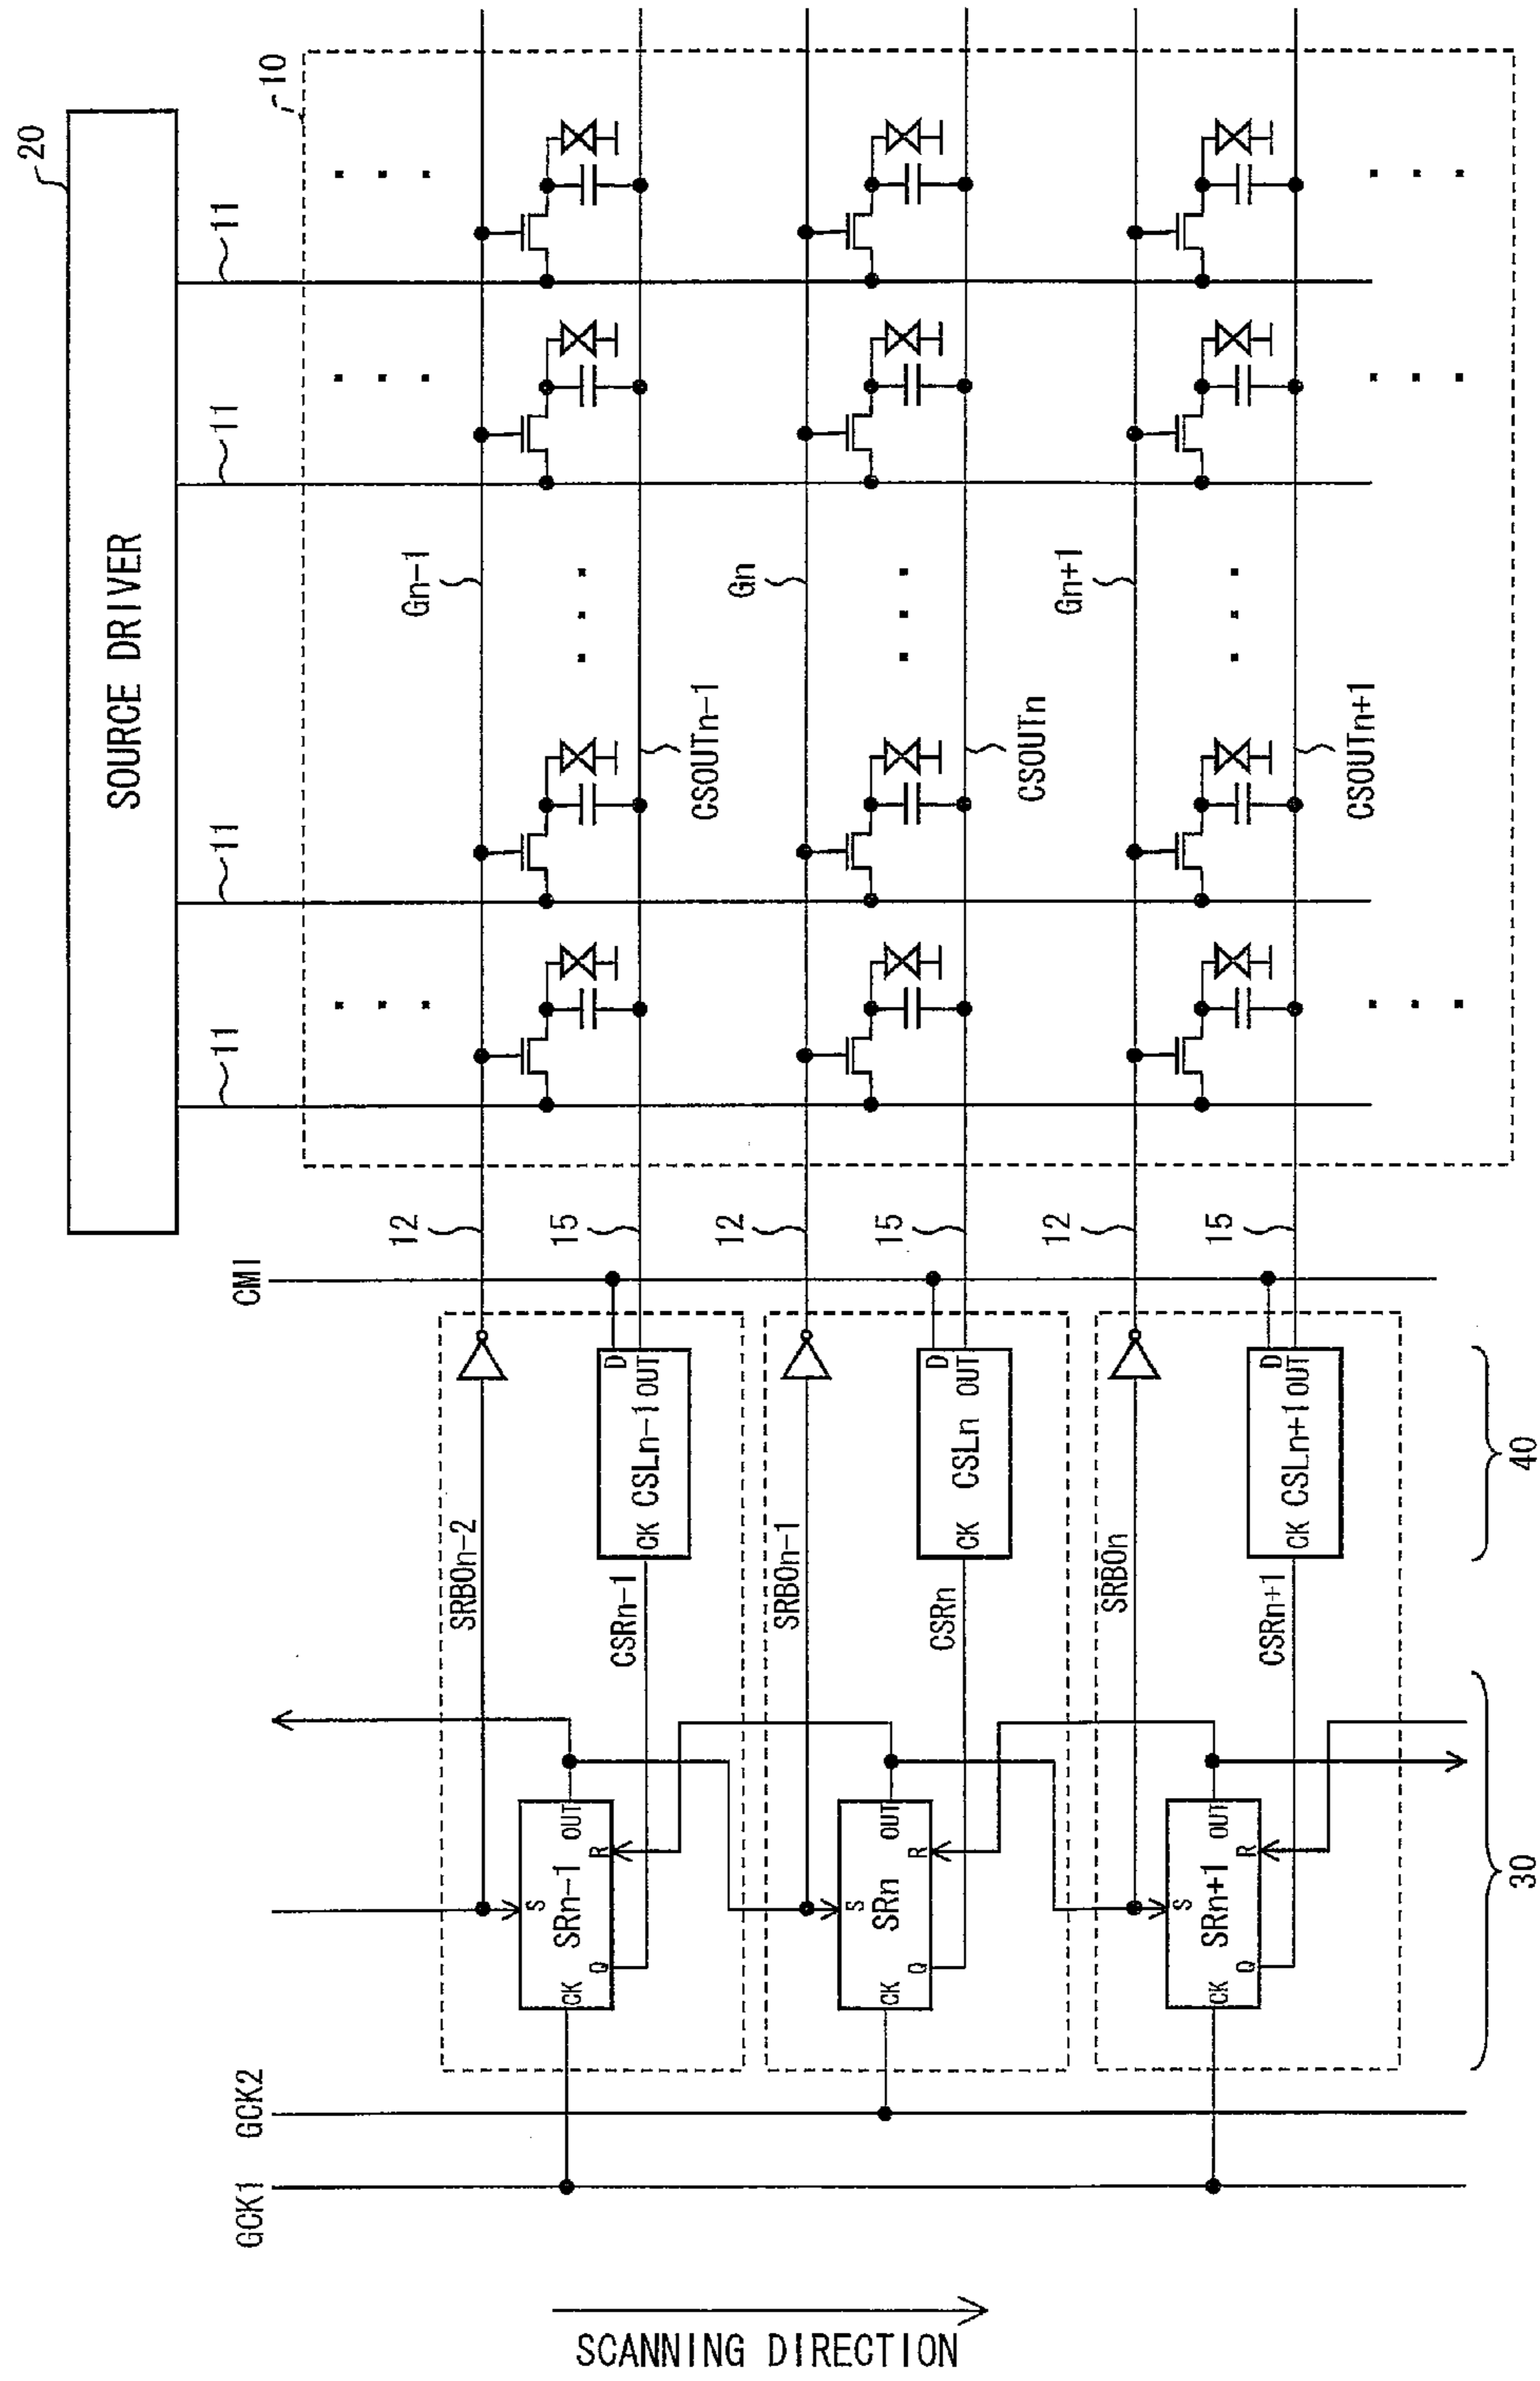 20
SOURCE DRIVER
10
11
11
11
11
Gn-1
Gn
Gn+1
CSOUTn-1
CSOUTn
CSOUTn+1
12
15
12
15
12
15
CMI
D
CK CSLn-1 OUT
D
CK CSLn OUT
D
CK CSLn+1 OUT
40
SRBOn-2
CSRn-1
SRBOn-1
CSRn
SRBOn
CSRn+1
S
CK SRn-1 OUT
Q R
S
CK SRn OUT
Q R
S
CK SRn+1 OUT
Q R
30
GCK2
GCK1
SCANNING DIRECTION